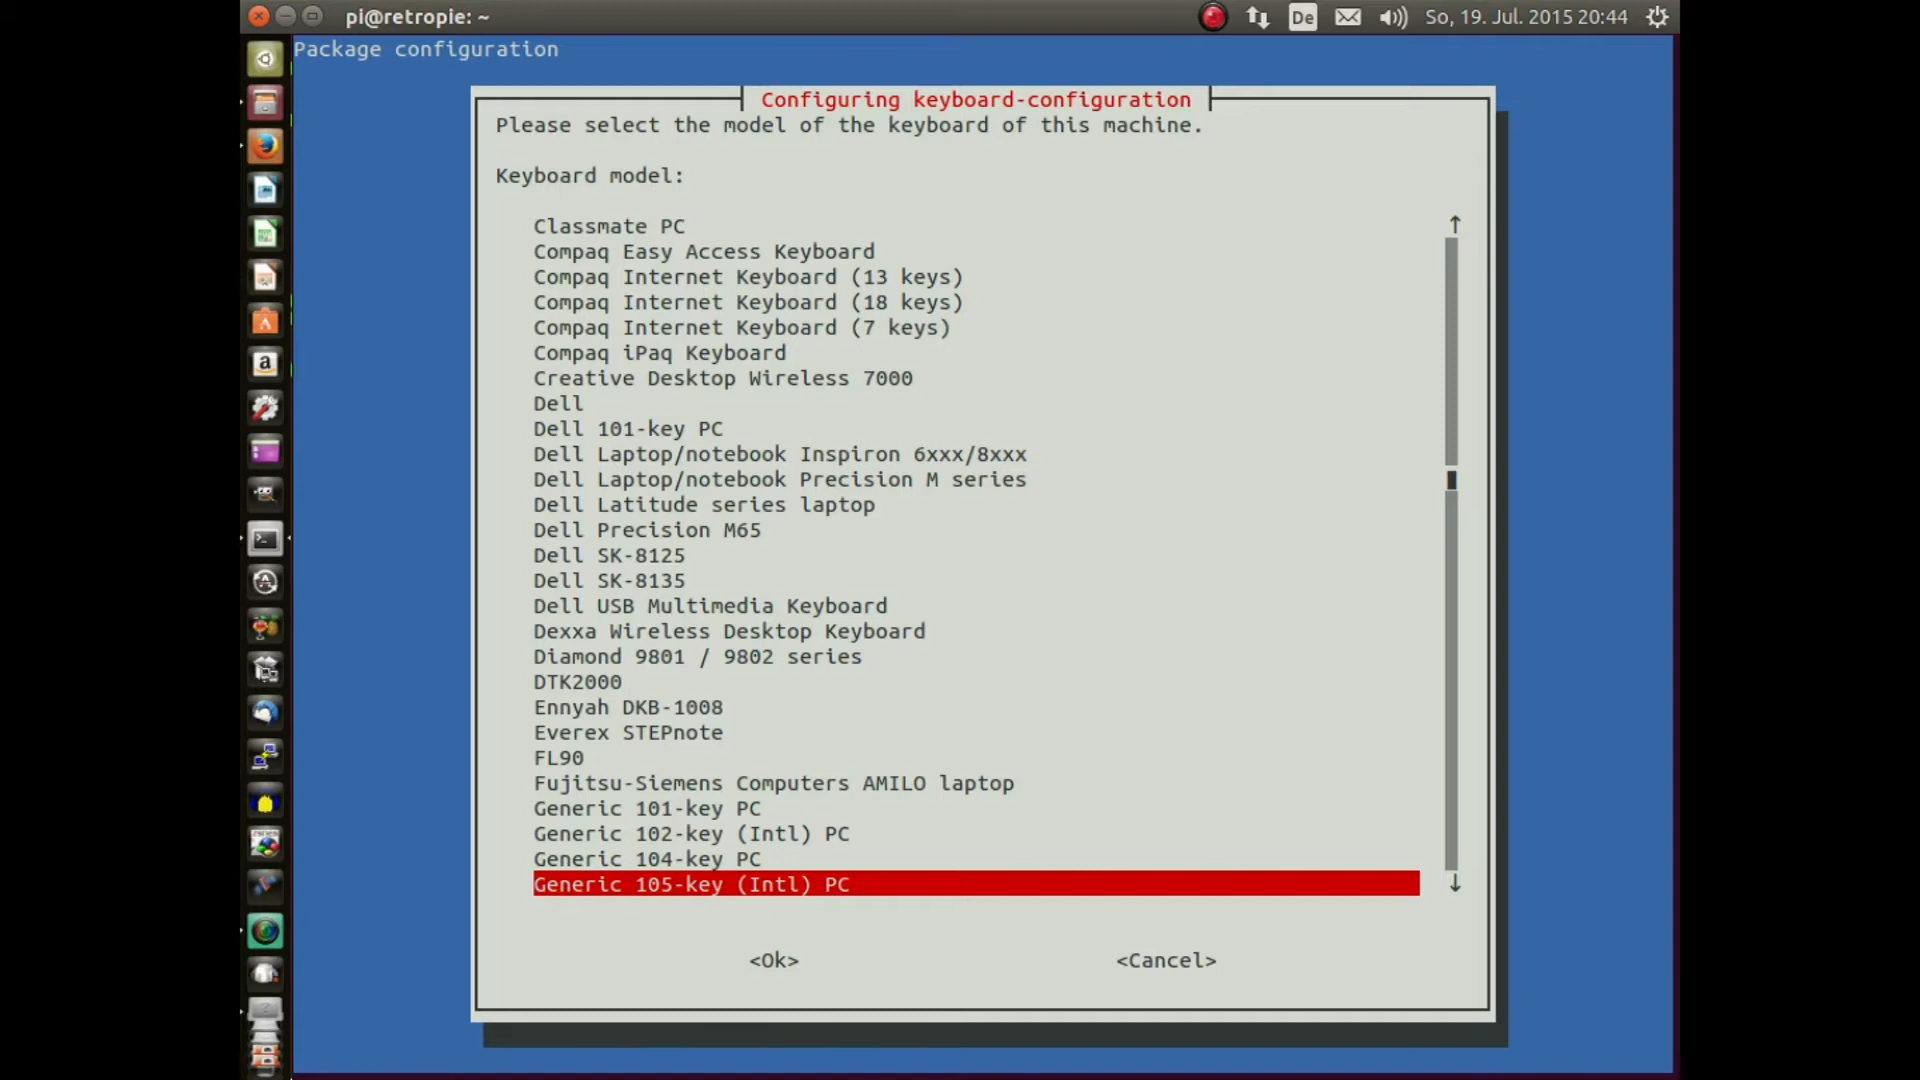 pi@retropie: ~
De
So, 19. Jul. 2015 20:44
Package configuration
Configuring keyboard-configuration
Please select the model of the keyboard of this machine.
Keyboard model:
Classmate PC
Compaq Easy Access Keyboard
Compaq Internet Keyboard (13 keys)
Compaq Internet Keyboard (18 keys)
Compaq Internet Keyboard (7 keys)
Compaq iPaq Keyboard
Creative Desktop Wireless 7000
Dell
Dell 101-key PC
Dell Laptop/notebook Inspiron 6xxx/8xxx
Dell Laptop/notebook Precision M series
Dell Latitude series laptop
Dell Precision M65
Dell SK-8125
Dell SK-8135
Dell USB Multimedia Keyboard
Dexxa Wireless Desktop Keyboard
Diamond 9801 / 9802 series
DTK2000
Ennyah DKB-1008
Everex STEPnote
FL90
Fujitsu-Siemens Computers AMILO laptop
Generic 101-key PC
Generic 102-key (Intl) PC
Generic 104-key PC
Generic 105-key (Intl) PC
<Ok>
<Cancel>